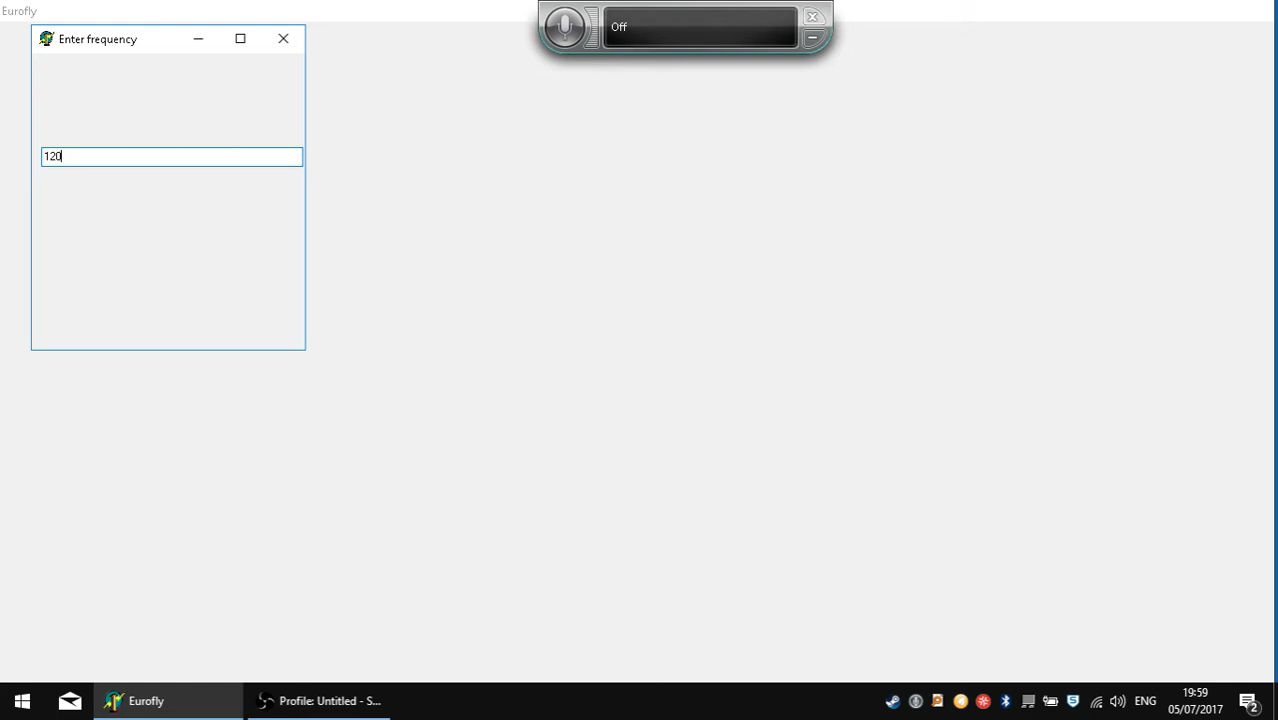 Eurofly
Enter frequency
Off
120
Eurofly
Profile: Untitled - S...
ENG
19:59
05/07/2017
2